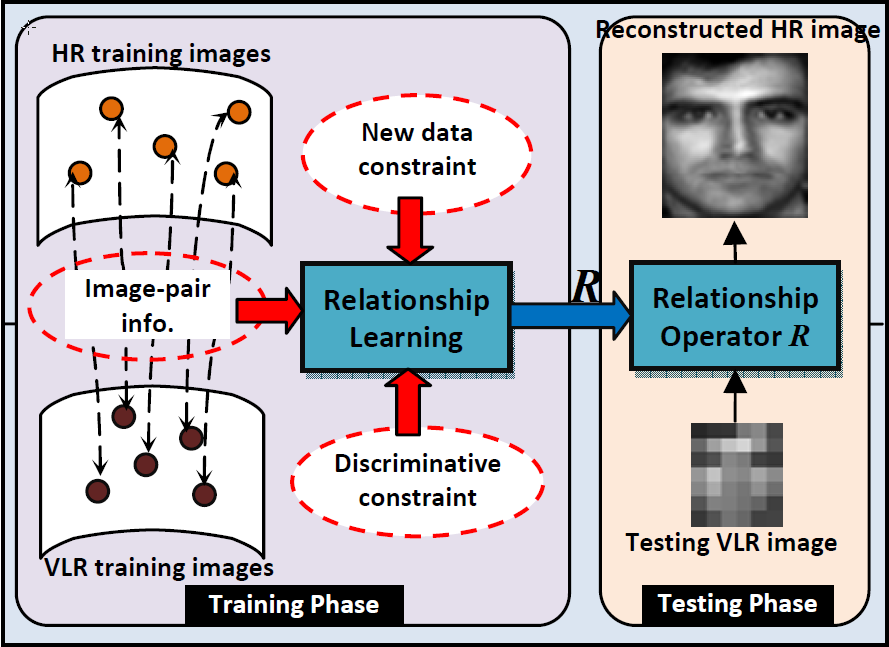 HR training images
New data
constraint
Image-pair
info.
Relationship
Learning
Discriminative
constraint
VLR training images
Training Phase
R
Reconstructed HR image
Relationship
Operator R
Testing VLR image
Testing Phase